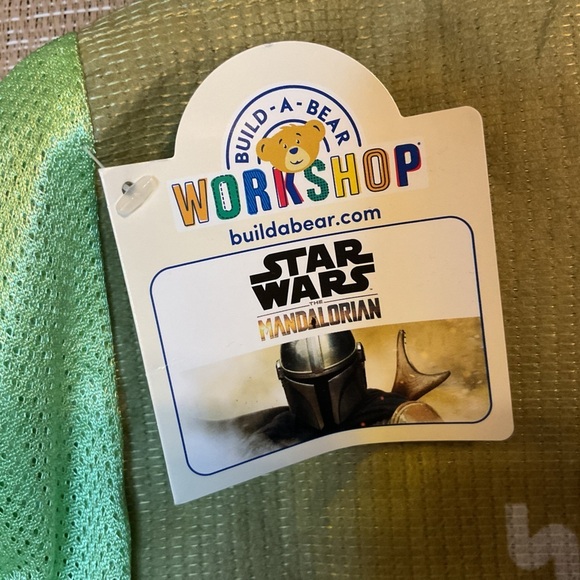 BUILD-A-BEAR
WORKSHOP
buildabear.com
STAR
WARS
THE
MANDALORIAN